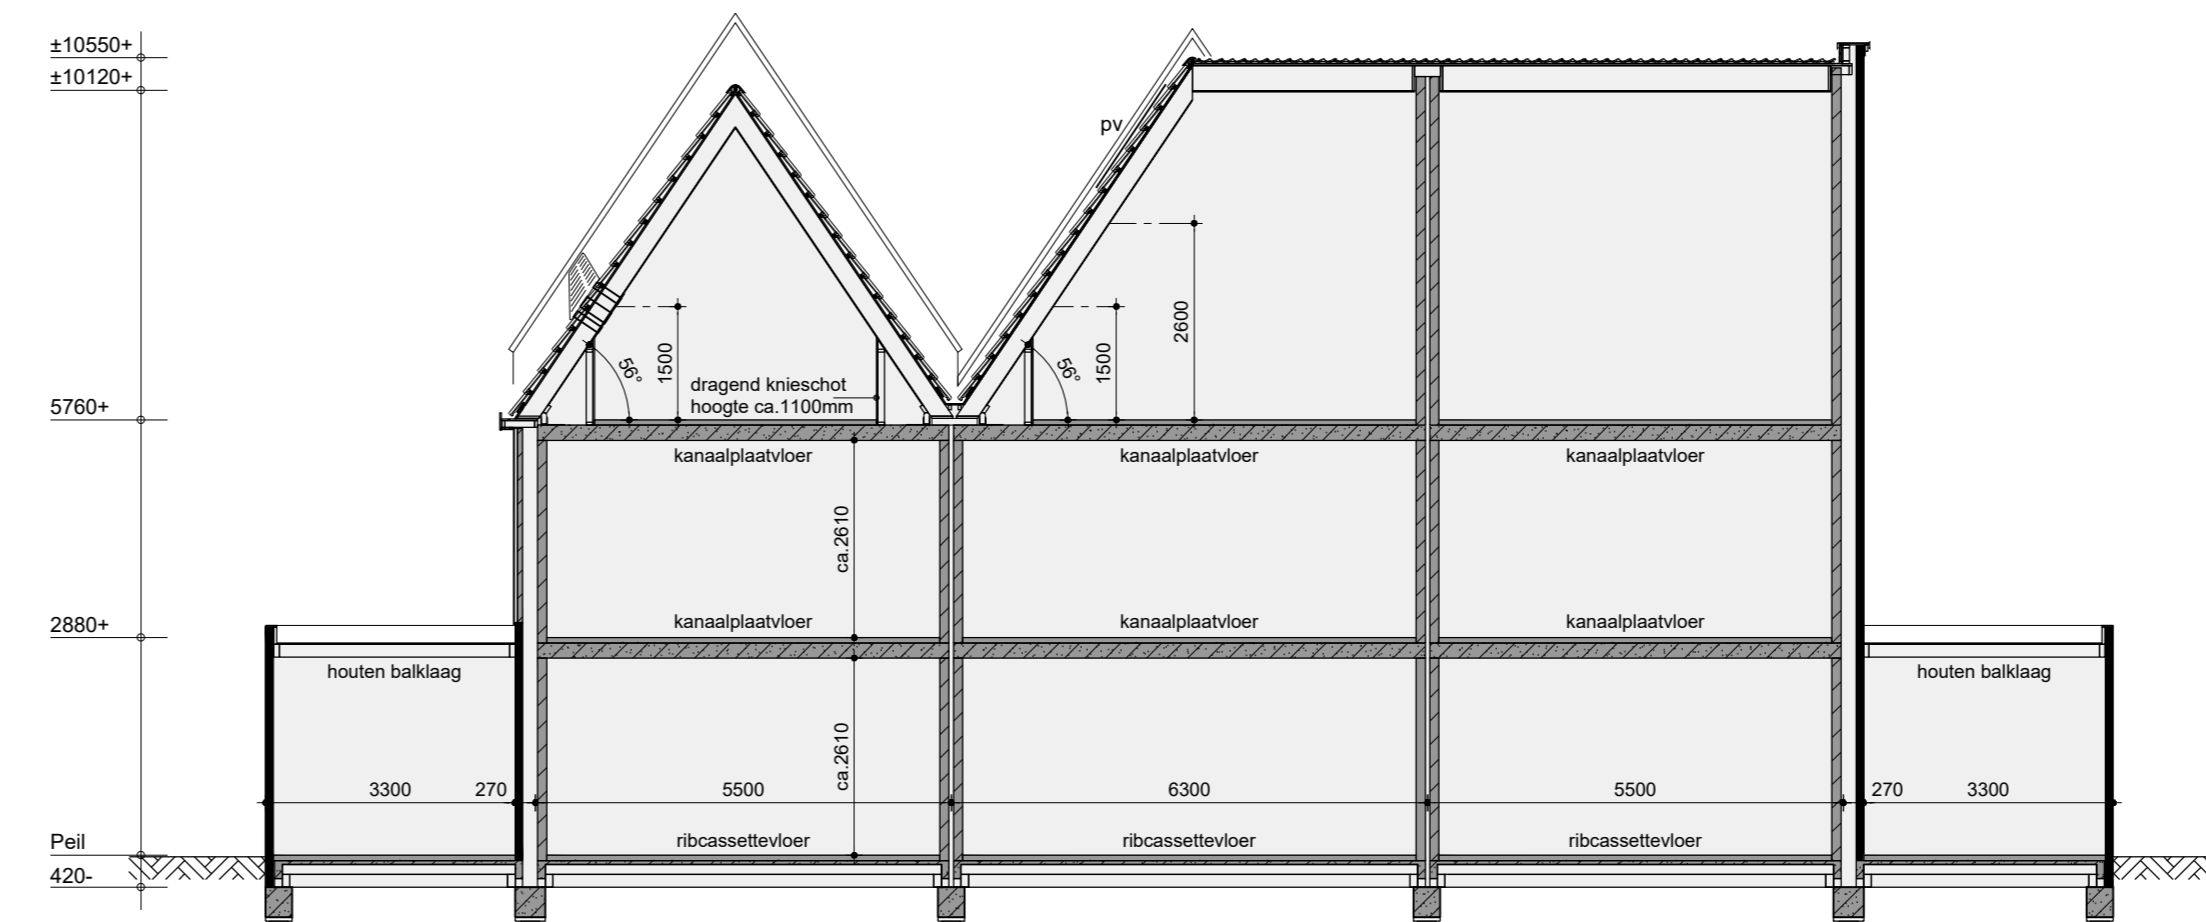 ±10550+
±10120+
pv
2600
1500
1500
56°
56°
dragend knieschot
hoogte ca.1100mm
5760+
kanaalplaatvloer
kanaalplaatvloer
kanaalplaatvloer
ca.2610
2880+
kanaalplaatvloer
kanaalplaatvloer
kanaalplaatvloer
houten balklaag
houten balklaag
ca.2610
3300
270
5500
6300
5500
270
3300
Peil
ribcassettevloer
ribcassettevloer
ribcassettevloer
420-